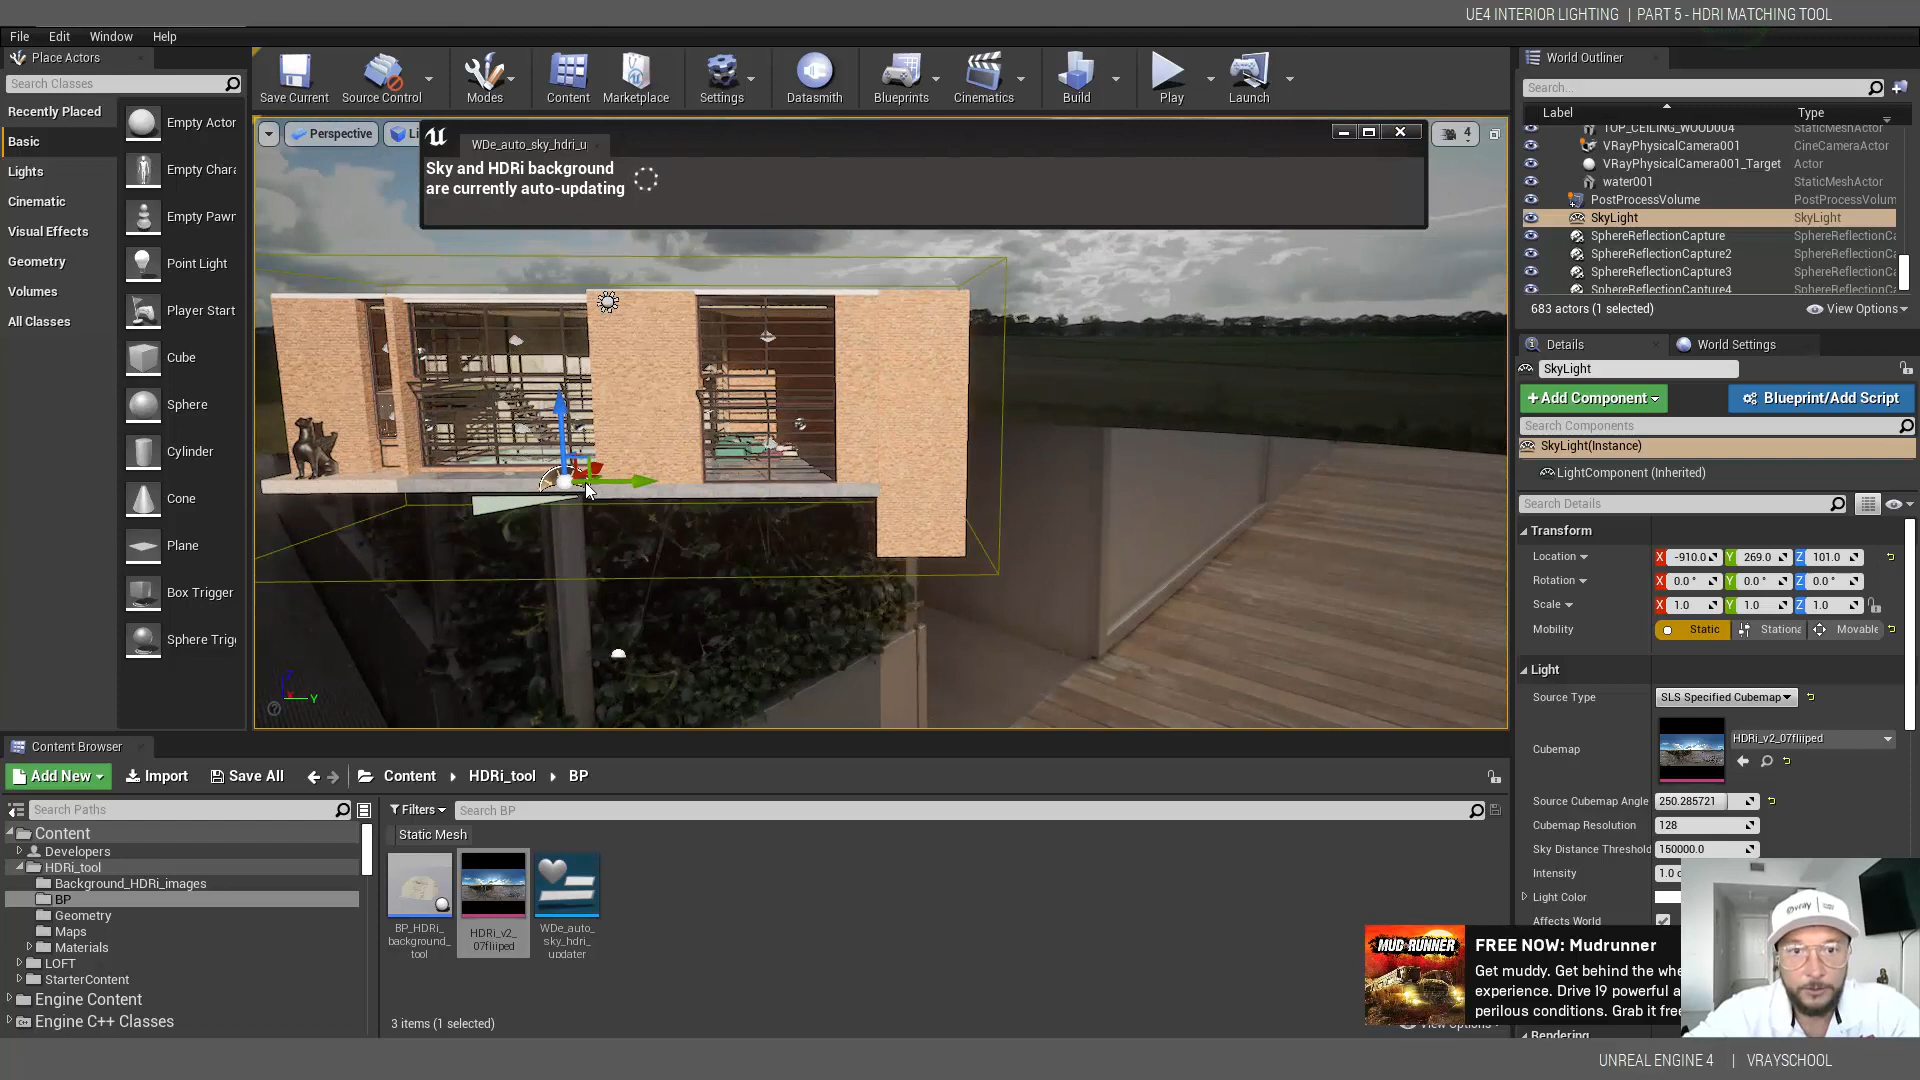 UE4 INTERIOR LIGHTING | PART 5 - HDRI MATCHING TOOL
File Edit Window Help
Place Actors
Search Classes
Recently Placed
Basic
Lights
Cinematic
Visual Effects
Geometry
Volumes
All Classes
Empty Actor
Empty Chara
Empty Pawn
Point Light
Player Start
Cube
Sphere
Cylinder
Cone
Plane
Box Trigger
Sphere Trigg
Save Current
Source Control
Modes
Content
Marketplace
Settings
Datasmith
Blueprints
Cinematics
Build
Play
Launch
Perspective
Li
WDe_auto_sky_hdri_u
4
Sky and HDRi background
are currently auto-updating
Z
X
Y
World Outliner
Search...
Label Type
TOP_CEILING_WOOD004 StaticMeshActor
VRayPhysicalCamera001 CineCameraActor
VRayPhysicalCamera001_Target Actor
water001 StaticMeshActor
PostProcessVolume PostProcessVolum
SkyLight SkyLight
SphereReflectionCapture SphereReflectionCa
SphereReflectionCapture2 SphereReflectionCa
SphereReflectionCapture3 SphereReflectionCa
SphereReflectionCapture4 SphereReflectionCa
683 actors (1 selected) View Options
Details World Settings
SkyLight
+Add Component Blueprint/Add Script
Search Components
SkyLight(Instance)
LightComponent (Inherited)
Search Details
Transform
Location X -910.0 Y 269.0 Z 101.0
Rotation X 0.0 ° Y 0.0 ° Z 0.0 °
Scale X 1.0 Y 1.0 Z 1.0
Mobility Static Stationa Movable
Light
Source Type SLS Specified Cubemap
Cubemap HDRi_v2_07fliiped
Source Cubemap Angle 250.285721
Cubemap Resolution 128
Sky Distance Threshold 150000.0
Intensity 1.0
Light Color
Affects World
Rendering
Content Browser
Add New Import Save All Content HDRi_tool BP
Search Paths
Filters Search BP
Static Mesh
Content
Developers
HDRi_tool
Background_HDRi_images
BP
Geometry
Maps
Materials
LOFT
StarterContent
Engine Content
Engine C++ Classes
BP_HDRi_
background_
tool
HDRi_v2_
07fliiped
WDe_auto_
sky_hdri_
updater
3 items (1 selected)
View Options
MUDRUNNER
FREE NOW: Mudrunner
Get muddy. Get behind the whe
experience. Drive 19 powerful a
perilous conditions. Grab it free
vray
UNREAL ENGINE 4 | VRAYSCHOOL